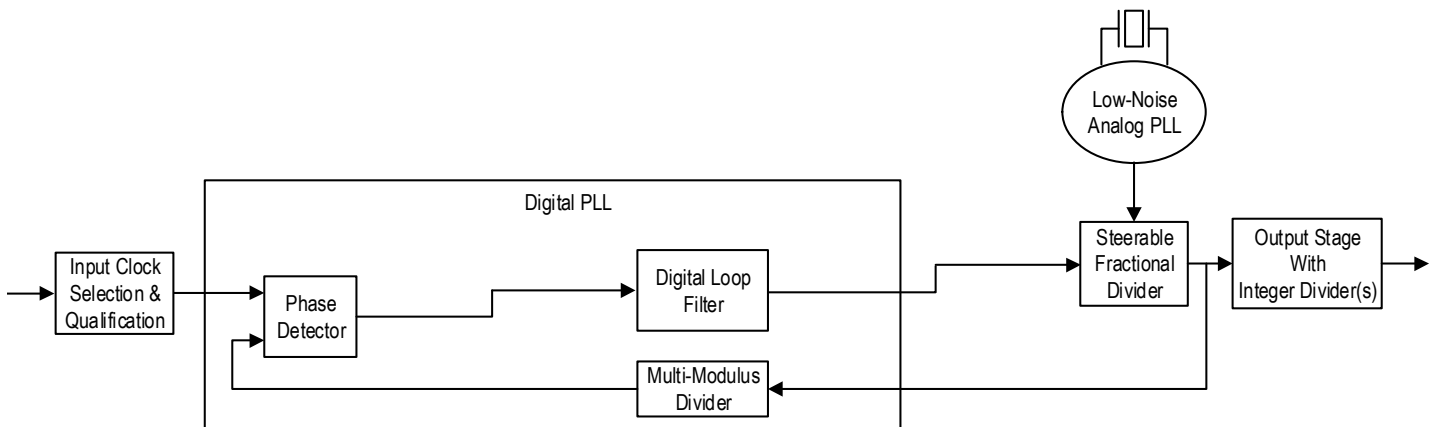 Low-Noise
Analog PLL
Digital PLL
Input Clock
Selection &
Qualification
Phase
Detector
Digital Loop
Filter
Multi-Modulus
Divider
Steerable
Fractional
Divider
Output Stage
With
Integer Divider(s)